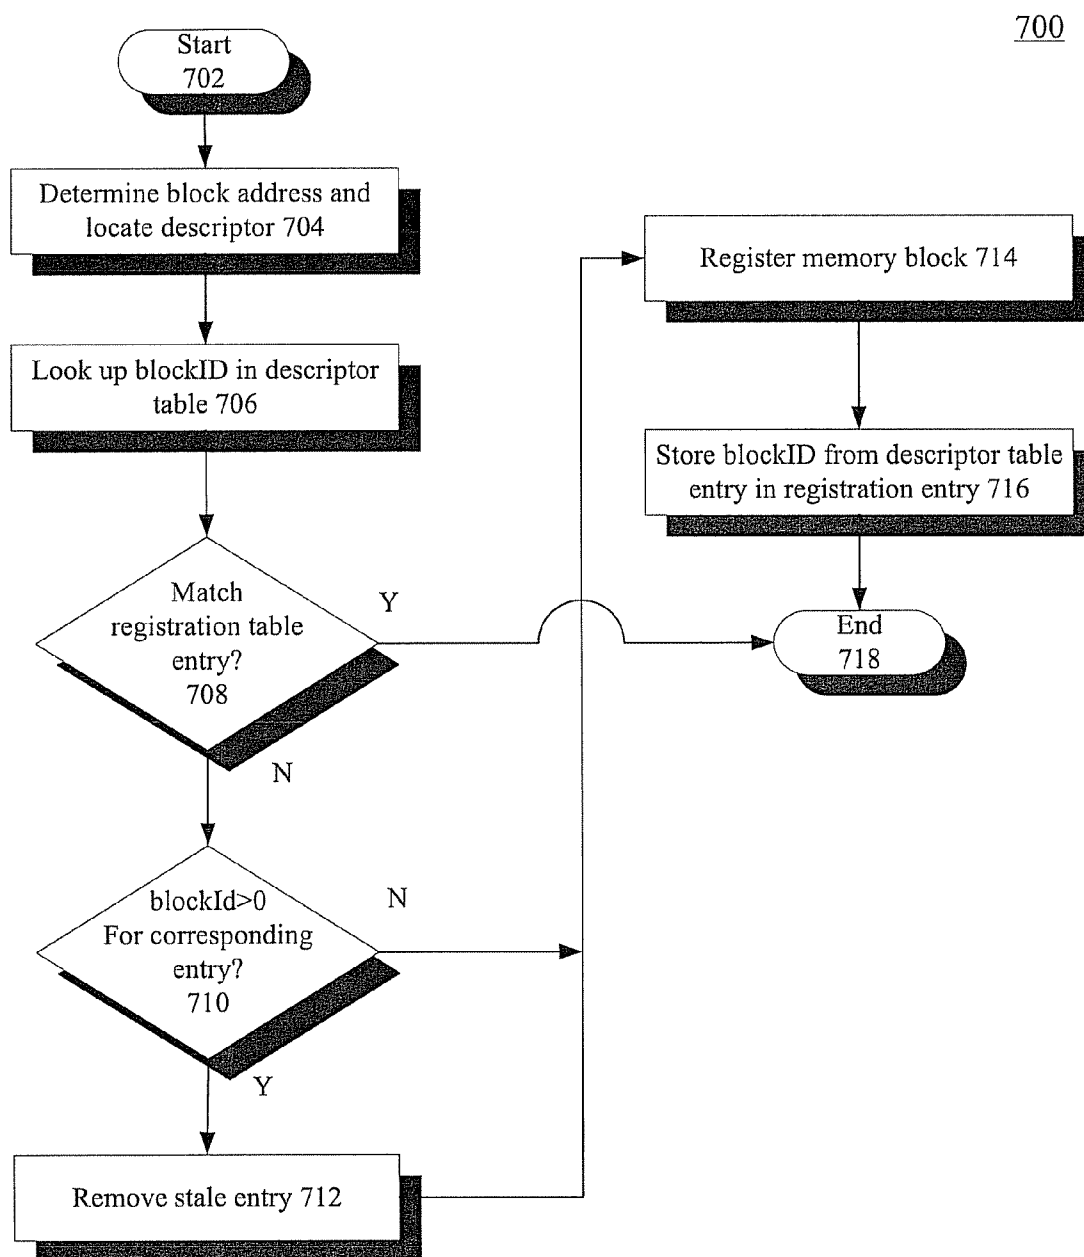 700
Start
702
Determine block address and
locate descriptor 704
Look up blockID in descriptor
table 706
Match
registration table
entry?
708
Y
N
blockId>0
For corresponding
entry?
710
N
Y
Remove stale entry 712
Register memory block 714
Store blockID from descriptor table
entry in registration entry 716
End
718